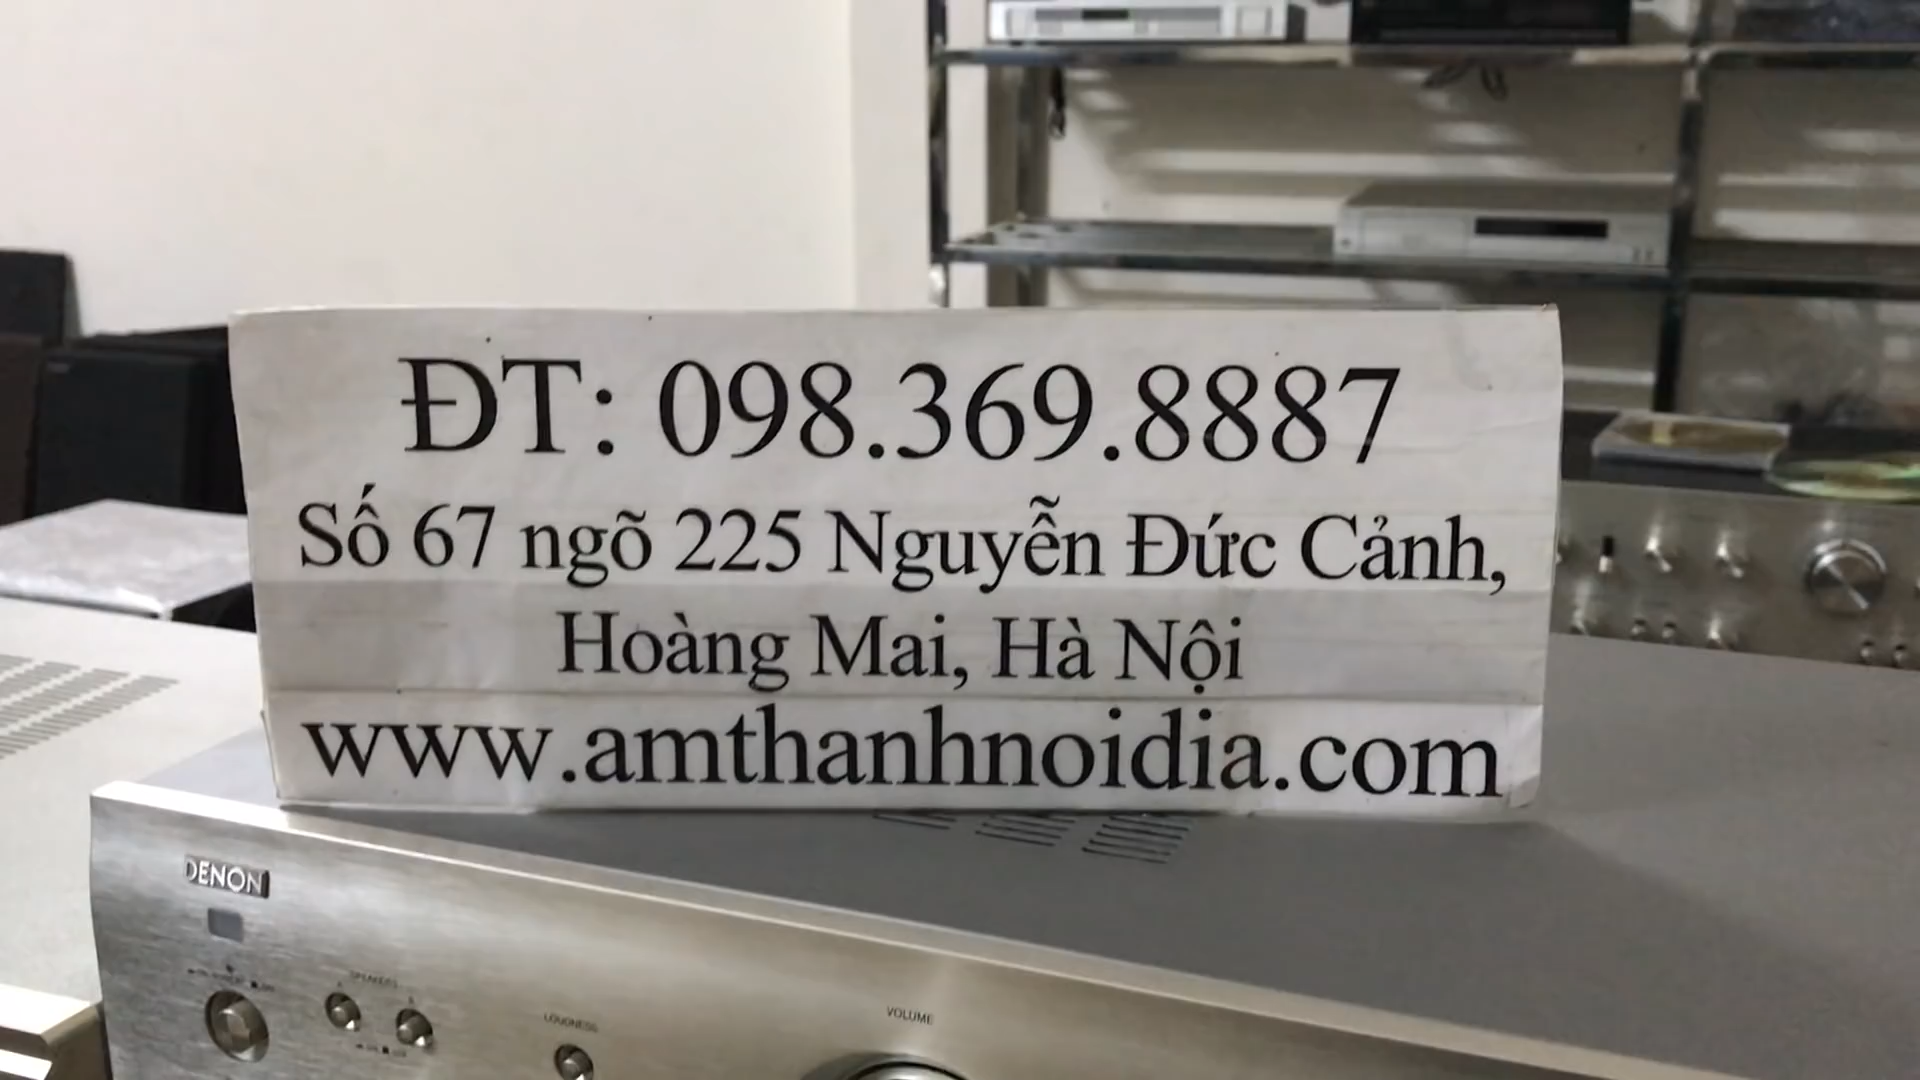 ĐT: 098.369.8887
Số 67 ngõ 225 Nguyễn Đức Cảnh,
Hoàng Mai, Hà Nội
www.amthanhnoidia.com
DENON
SPEAKERS
A B
LOUDNESS
VOLUME